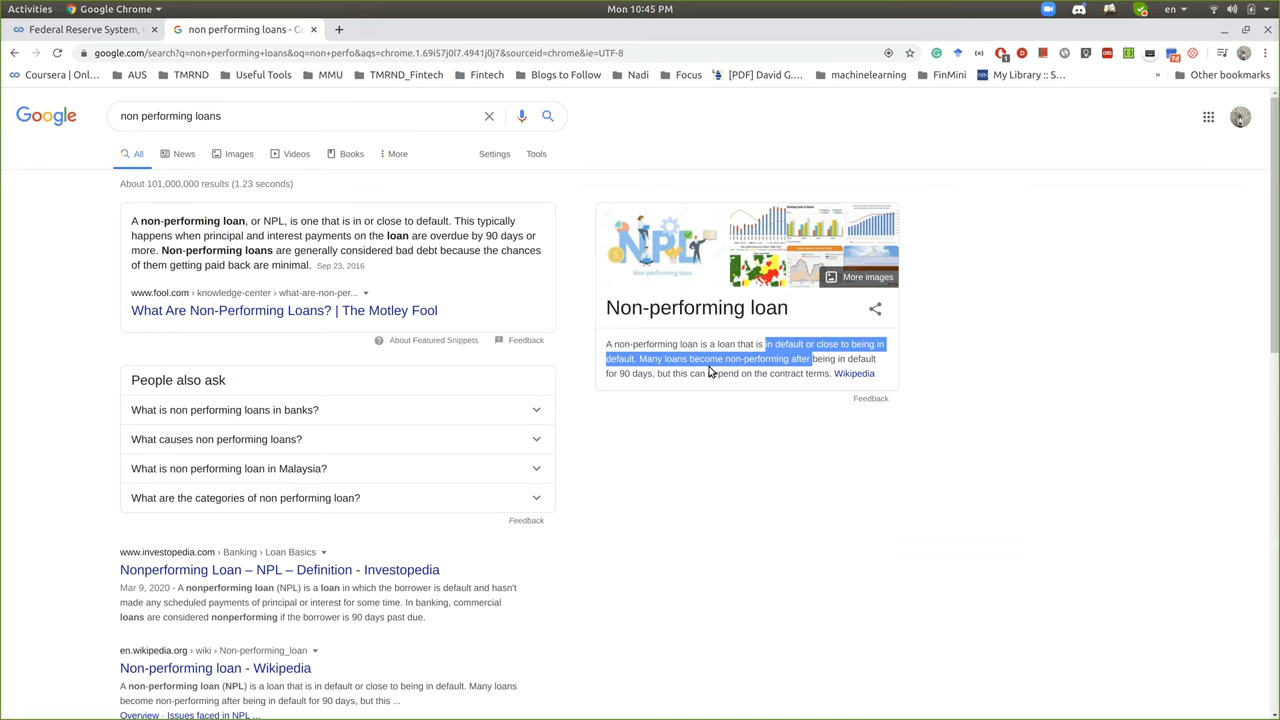 Activities Google Chrome Mon 10:45 PM en
Federal Reserve System, non performing loans - Go
google.com/search?q=non+performing+loans&oq=non+perfo&aqs=chrome.1.69i57j0l7.4941j0j7&sourceid=chrome&ie=UTF-8
Coursera | Onl… AUS TMRND Useful Tools MMU TMRND_Fintech Fintech Blogs to Follow Nadi Focus [PDF] David G.… machinelearning FinMini My Library :: S… » Other bookmarks
Google non performing loans
All News Images Videos Books More Settings Tools
About 101,000,000 results (1.23 seconds)
A nonperforming loan, or NPL, is one that is in or close to default. This typically
happens when principal and interest payments on the loan are overdue by 90 days or
more. Non-performing loans are generally considered bad debt because the chances
of them getting paid back are minimal. Sep 23, 2016
www.fool.com › knowledge-center › what-are-non-per...
What Are Non-Performing Loans? | The Motley Fool
About Featured Snippets Feedback
People also ask
What is non performing loans in banks?
What causes non performing loans?
What is non performing loan in Malaysia?
What are the categories of non performing loan?
Feedback
www.investopedia.com › Banking › Loan Basics
Nonperforming Loan – NPL – Definition - Investopedia
Mar 9, 2020 - A nonperforming loan (NPL) is a loan in which the borrower is default and hasn't
made any scheduled payments of principal or interest for some time. In banking, commercial
loans are considered nonperforming if the borrower is 90 days past due.
en.wikipedia.org › wiki › Non-performing_loan
Non-performing loan - Wikipedia
A non-performing loan (NPL) is a loan that is in default or close to being in default. Many loans
become non-performing after being in default for 90 days, but this ...
Overview · Issues faced in NPL ...
NPL
Non-performing loans
More images
Non-performing loan
A non-performing loan is a loan that is in default or close to being in
default. Many loans become non-performing after being in default
for 90 days, but this can depend on the contract terms. Wikipedia
Feedback